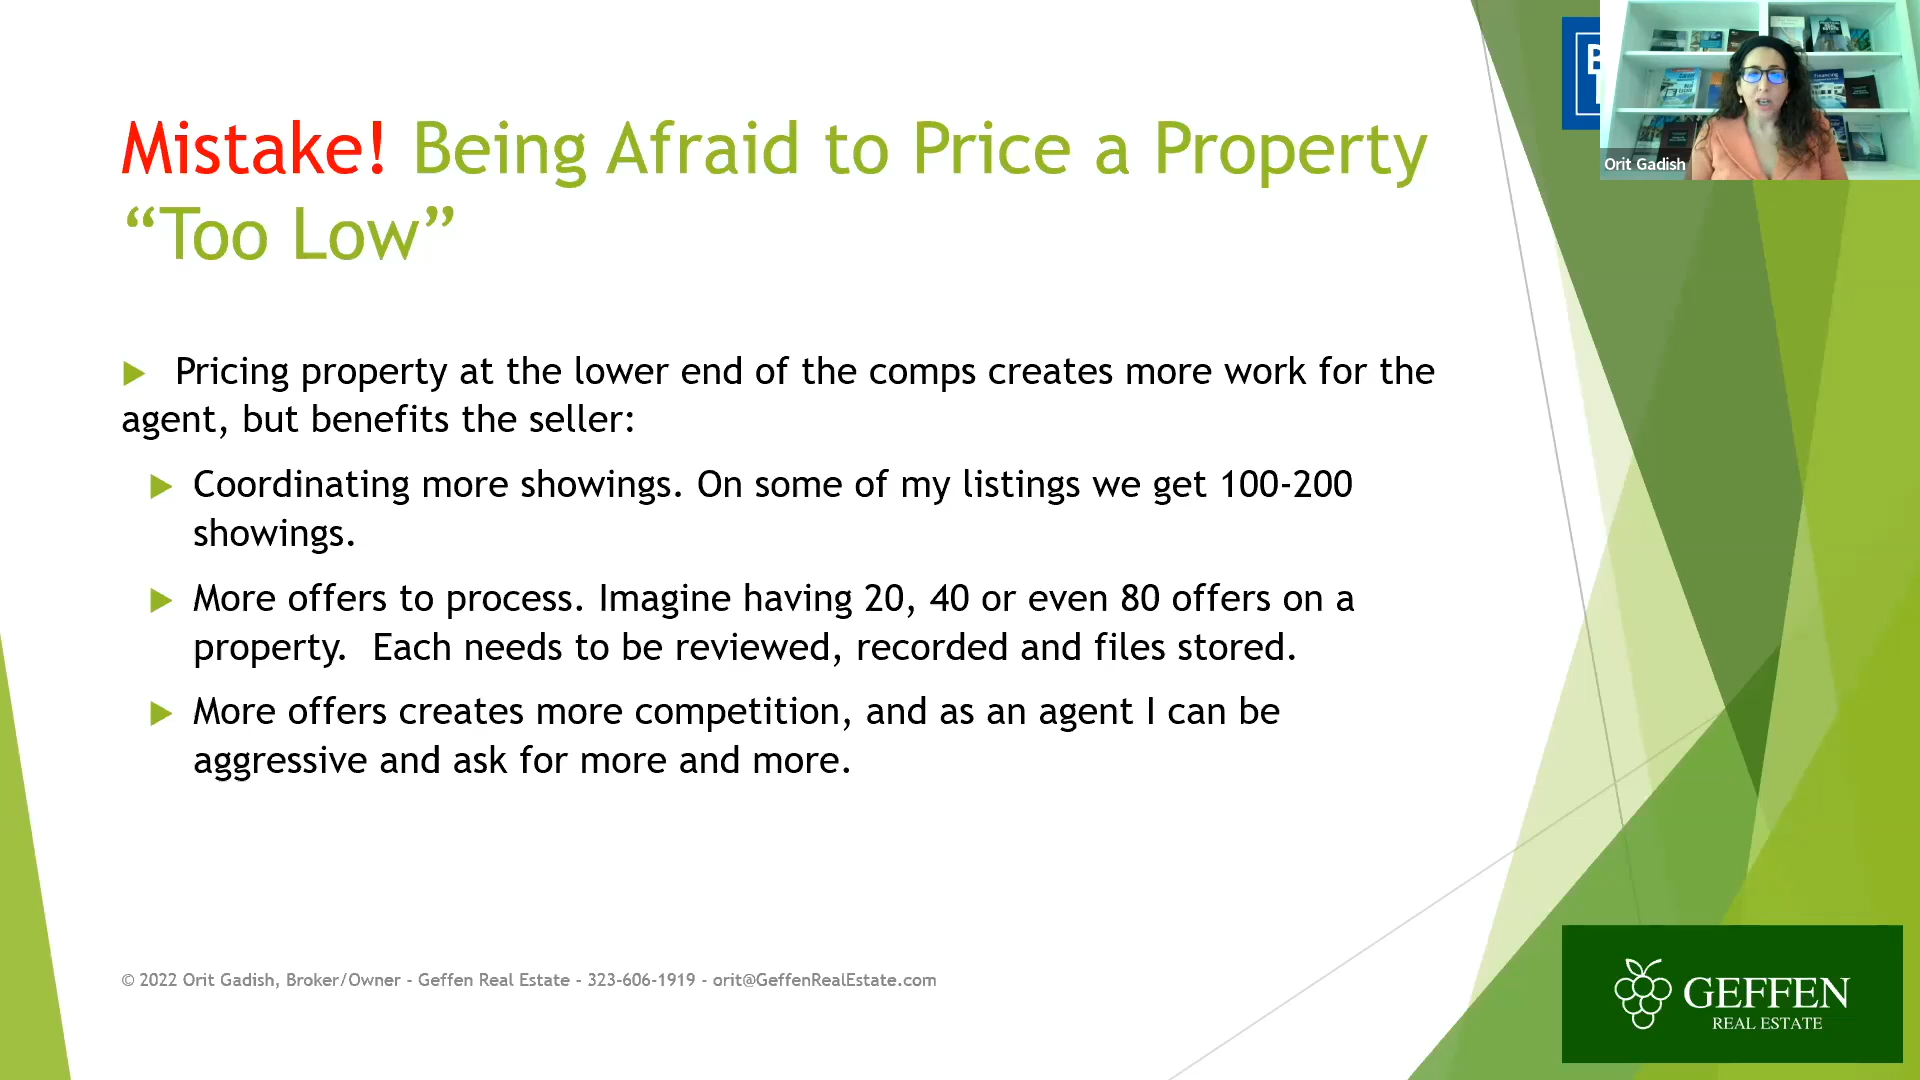 Mistake! Being Afraid to Price a Property
“Too Low”
Orit Gadish
Pricing property at the lower end of the comps creates more work for the
agent, but benefits the seller:
Coordinating more showings. On some of my listings we get 100-200
showings.
More offers to process. Imagine having 20, 40 or even 80 offers on a
property.  Each needs to be reviewed, recorded and files stored.
More offers creates more competition, and as an agent I can be
aggressive and ask for more and more.
© 2022 Orit Gadish, Broker/Owner - Geffen Real Estate - 323-606-1919 - orit@GeffenRealEstate.com
GEFFEN
REAL ESTATE